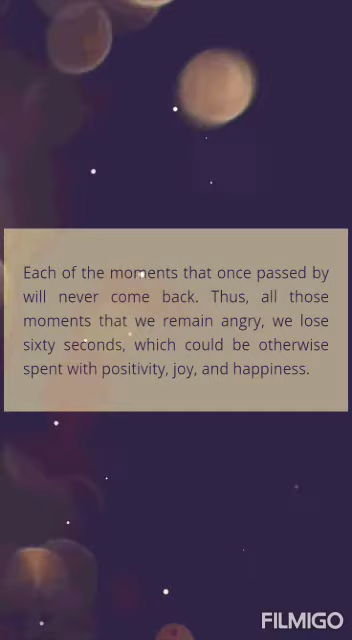 Each of the moments that once passed by
will never come back. Thus, all those
moments that we remain angry, we lose
sixty seconds, which could be otherwise
spent with positivity, joy, and happiness.
FILMIGO